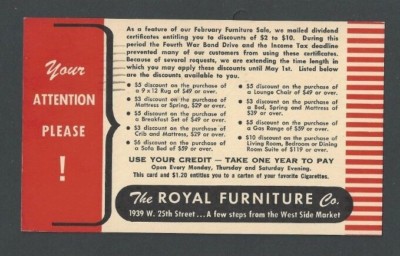 Your
ATTENTION
PLEASE
!
As a feature of our February Furniture Sale, we mailed dividend
certificates entitling you to discounts of $2 to $10. During this
period the Fourth War Bond Drive and the Income Tax deadline
prevented many of our customers from using these certificates.
Because of several requests, we are extending the time in
which you may apply these discounts until May 1st. Listed below
are the discounts available to you.
• $5 discount on the purchase of
a 9 x 12 Rug of $49 or over.
• $3 discount on the purchase of
Mattress or Spring, $29 or over.
• $5 discount on the purchase of
a Breakfast Set of $49 or over.
• $3 discount on the purchase of
Crib and Mattress, $29 or over.
• $6 discount on the purchase of
a Sofa Bed of $59 or over.
• $5 discount on the purchase of
a Lounge Chair of $49 or over.
• $3 discount on the purchase of
a Bed, Spring and Mattress of
$39 or over.
• $5 discount on the purchase of
a Gas Range of $59 or over.
• $10 discount on the purchase of
Living Room, Bedroom or Dining
Room Suite of $119 or over.
USE YOUR CREDIT — TAKE ONE YEAR TO PAY
Open Every Monday, Thursday and Saturday Evening.
This card and $1.20 entitles you to a carton of your favorite Cigarettes.
The ROYAL FURNITURE Co.
1939 W. 25th Street . . . A few steps from the West Side Market